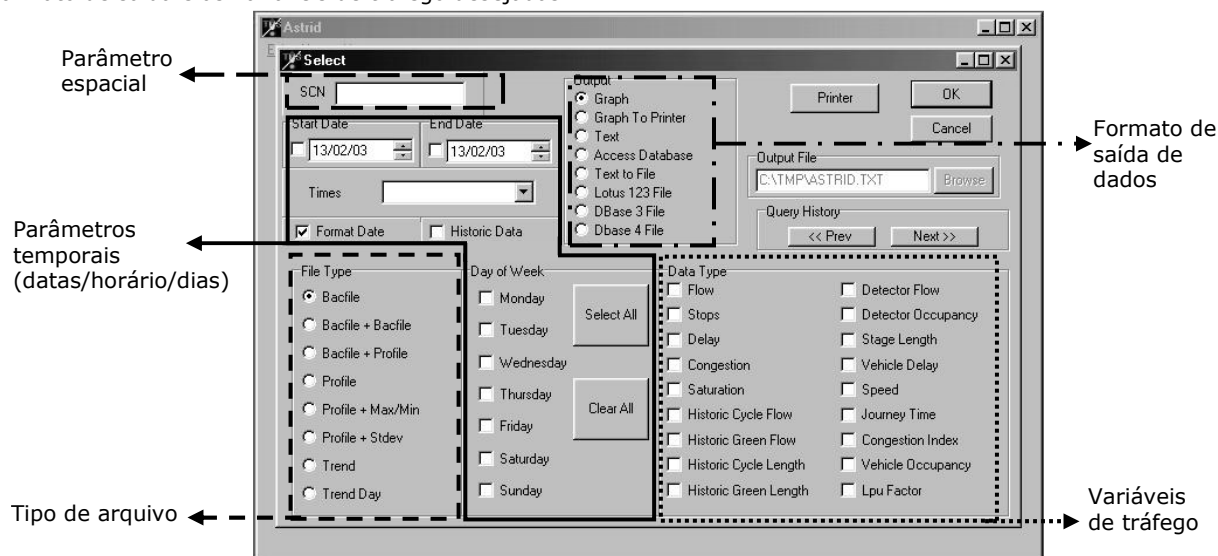 Astrid
Select
Parâmetro
espacial
SCN
Output
Graph
Graph To Printer
Text
Access Database
Text to File
Lotus 123 File
DBase 3 File
Dbase 4 File
Printer
OK
Cancel
Formato de
saída de
dados
Start Date
End Date
13/02/03
13/02/03
Output File
C:\TMP\ASTRID.TXT
Browse
Times
Query History
<< Prev
Next >>
Format Date
Historic Data
Parâmetros
temporais
(datas/horário/dias)
File Type
Bacfile
Bacfile + Bacfile
Bacfile + Profile
Profile
Profile + Max/Min
Profile + Stdev
Trend
Trend Day
Day of Week
Monday
Tuesday
Wednesday
Thursday
Friday
Saturday
Sunday
Select All
Clear All
Data Type
Flow
Stops
Delay
Congestion
Saturation
Historic Cycle Flow
Historic Green Flow
Historic Cycle Length
Historic Green Length
Detector Flow
Detector Occupancy
Stage Length
Vehicle Delay
Speed
Journey Time
Congestion Index
Vehicle Occupancy
Lpu Factor
Tipo de arquivo
Variáveis
de tráfego